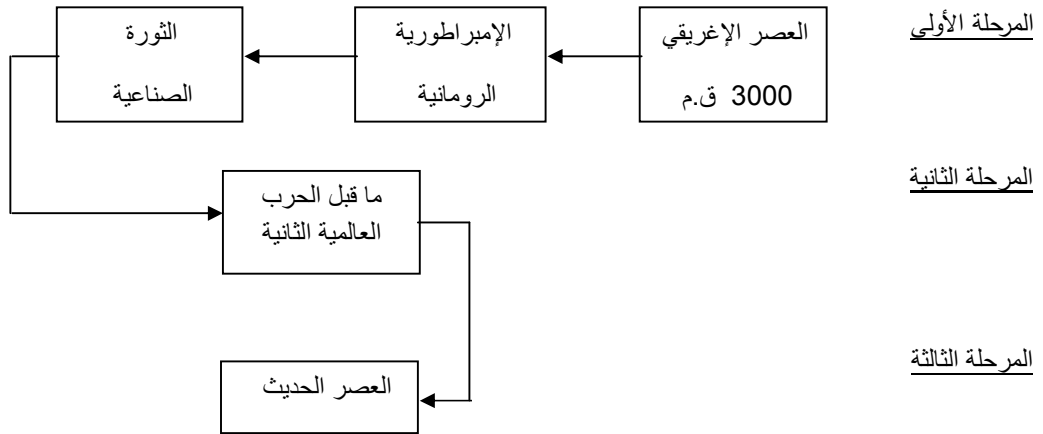 المرحلة الأولى
العصر الإغريقي
3000 ق.م
الإمبراطورية
الرومانية
الثورة
الصناعية
المرحلة الثانية
ما قبل الحرب
العالمية الثانية
المرحلة الثالثة
العصر الحديث